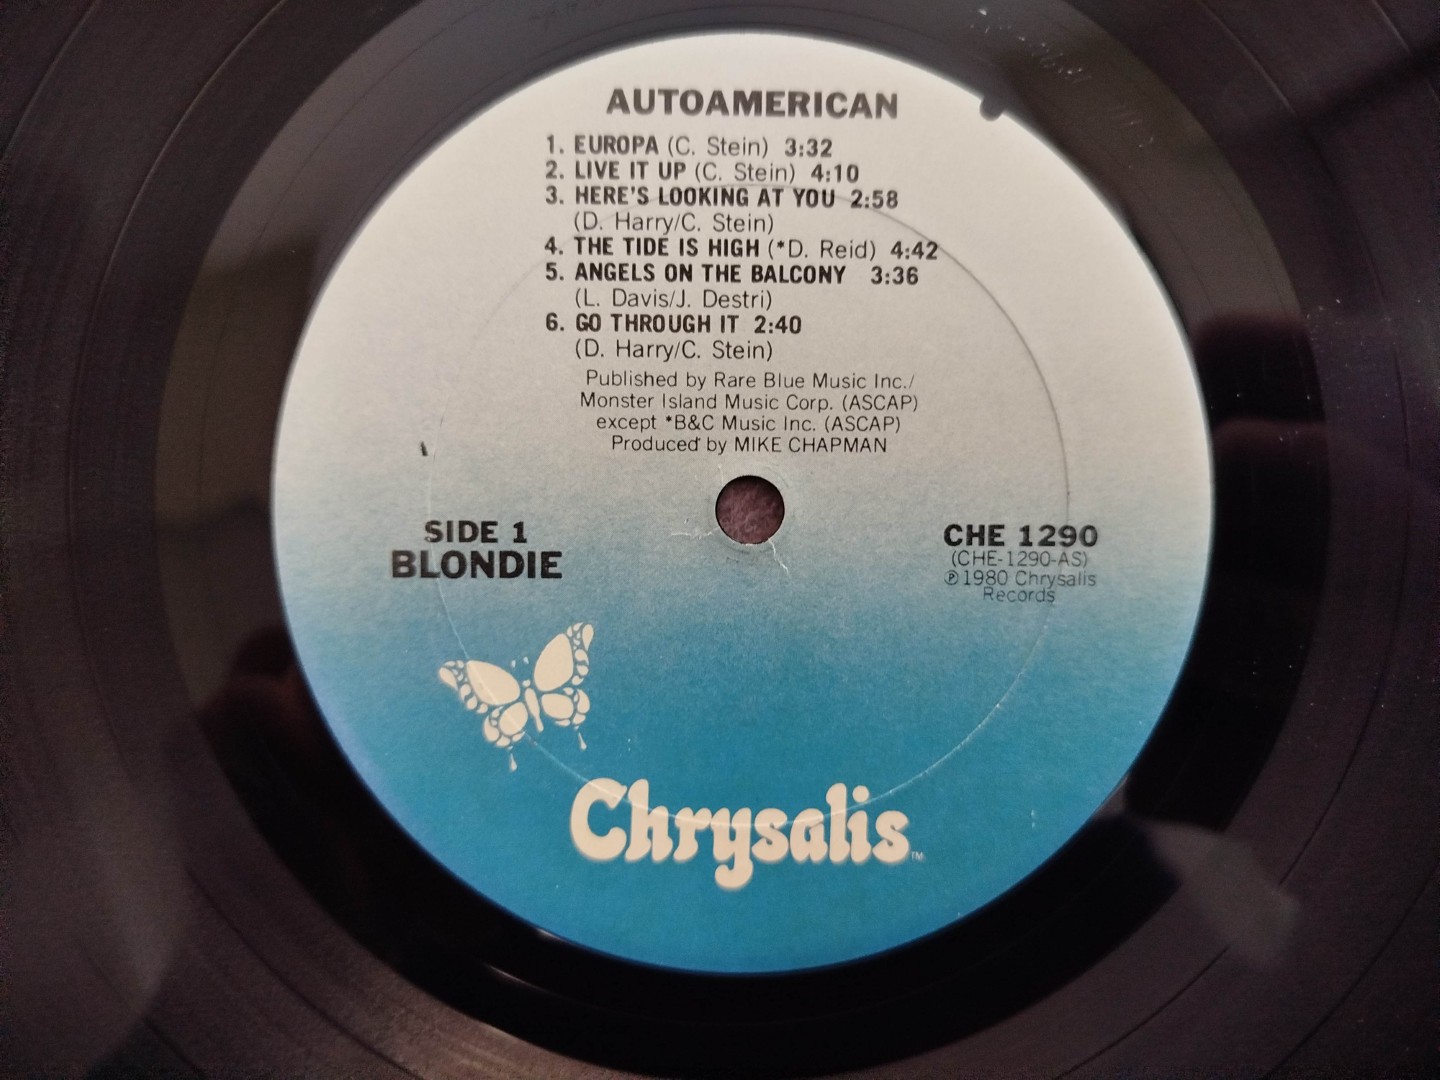 AUTOAMERICAN
1. EUROPA (C. Stein) 3:32
2. LIVE IT UP (C. Stein) 4:10
3. HERE'S LOOKING AT YOU 2:58
(D. Harry/C. Stein)
4. THE TIDE IS HIGH (*D. Reid) 4:42
5. ANGELS ON THE BALCONY 3:36
(L. Davis/J. Destri)
6. GO THROUGH IT 2:40
(D. Harry/C. Stein)
Published by Rare Blue Music Inc./
Monster Island Music Corp. (ASCAP)
except *B&C Music Inc. (ASCAP)
Produced by MIKE CHAPMAN
SIDE 1
BLONDIE
CHE 1290
(CHE-1290-AS)
℗1980 Chrysalis
Records
Chrysalis™